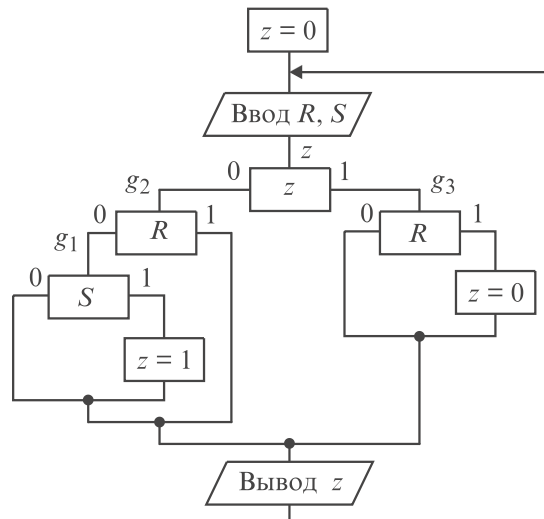 z = 0
Ввод R, S
z
0 z 1
g₂
g₃
0 R 1
0 R 1
g₁
0 S 1
z = 0
z = 1
Вывод z